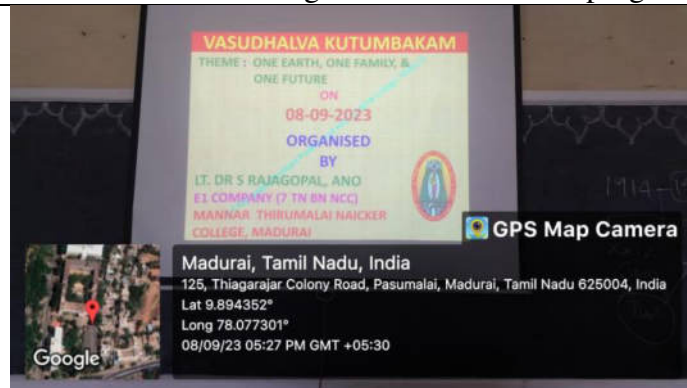 VASUDHALVA KUTUMBAKAM
THEME : ONE EARTH, ONE FAMILY, &
ONE FUTURE
ON
08-09-2023
ORGANISED
BY
LT. DR S RAJAGOPAL, ANO
E1 COMPANY (7 TN BN NCC)
MANNAR THIRUMALAI NAICKER
COLLEGE, MADURAI
1914-
GPS Map Camera
Madurai, Tamil Nadu, India
125, Thiagarajar Colony Road, Pasumalai, Madurai, Tamil Nadu 625004, India
Lat 9.894352°
Long 78.077301°
08/09/23 05:27 PM GMT +05:30
Google